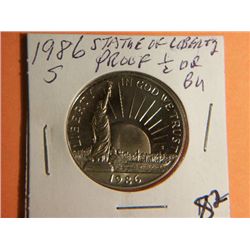 1986 STATUE OF LIBERTY
S PROOF ½ DR
BU
LIBERTY
IN GOD WE TRUST
1986